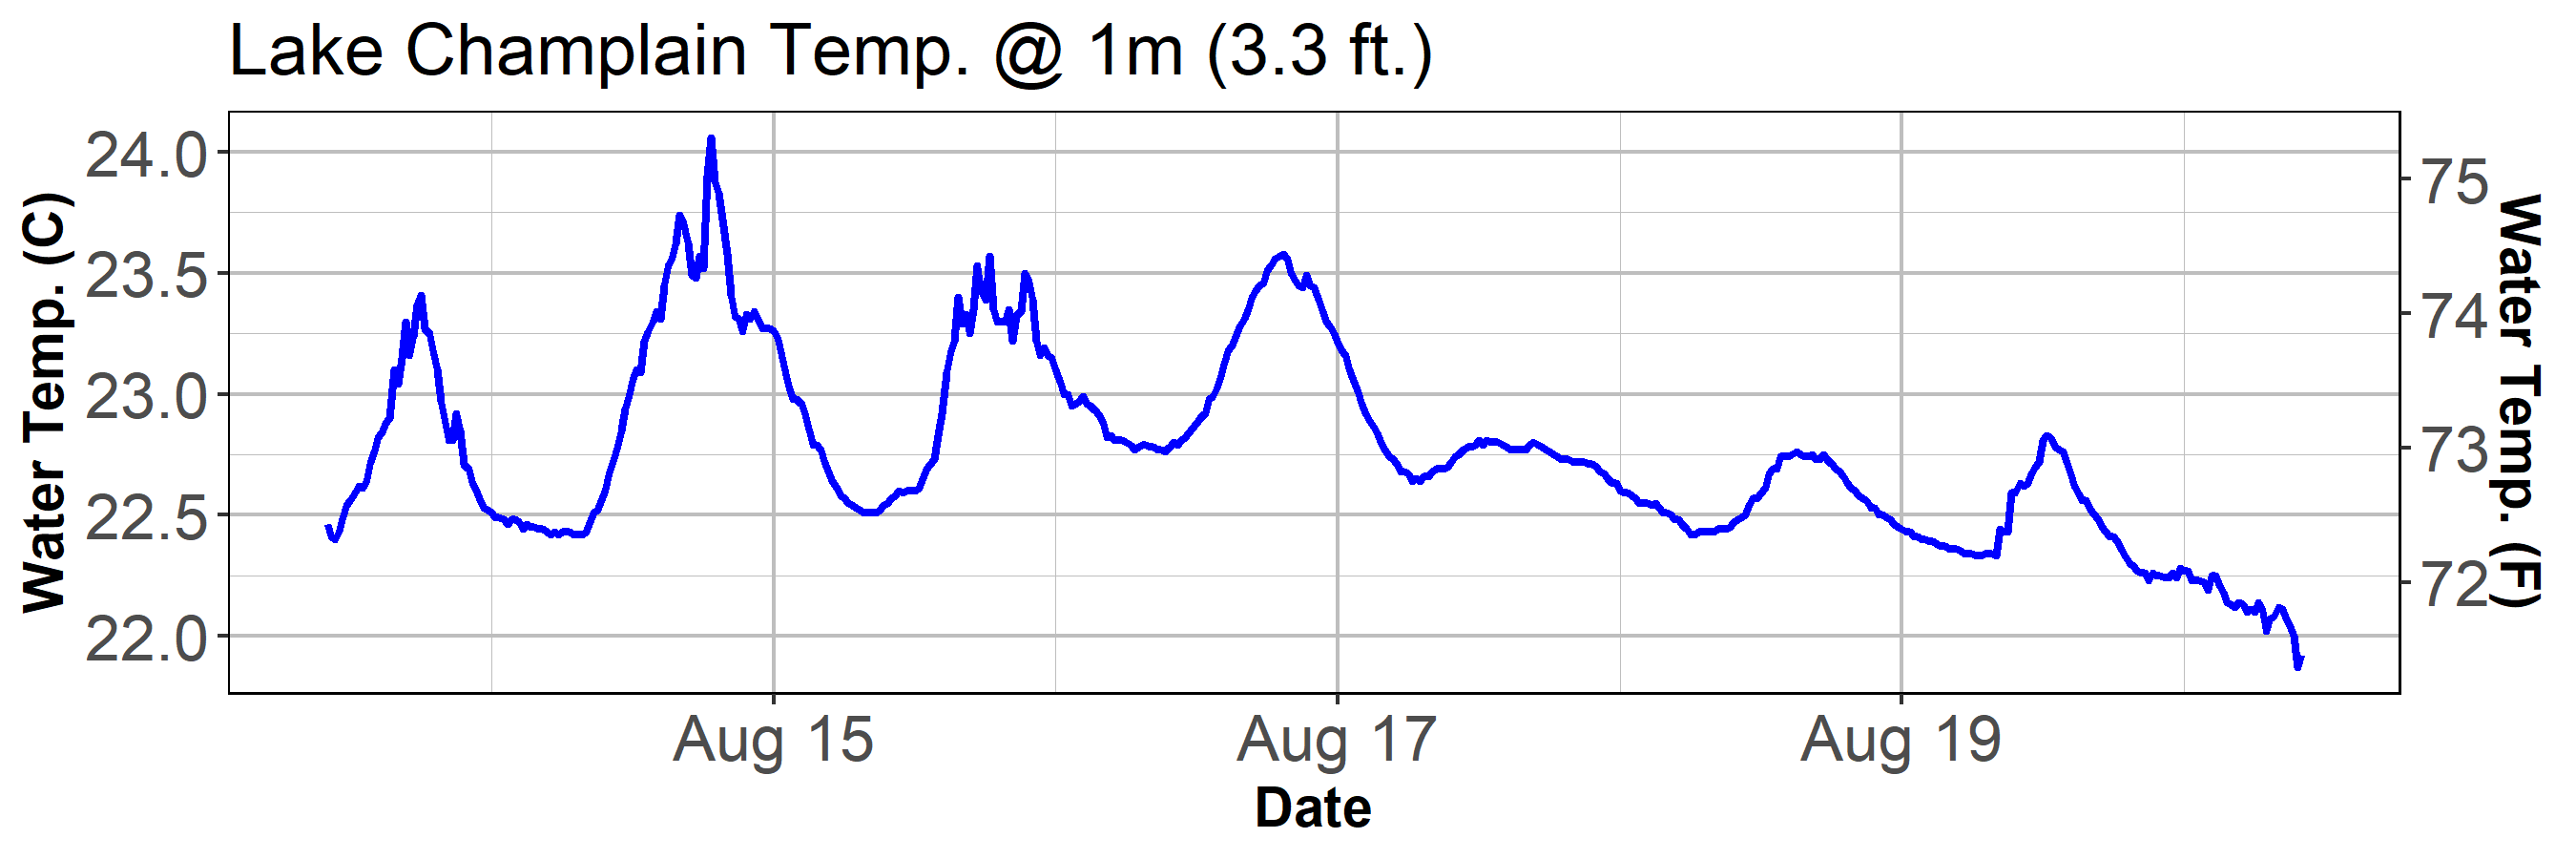 Lake Champlain Temp. @ 1m (3.3 ft.)
Water Temp. (C)
24.0
23.5
23.0
22.5
22.0
75
74
73
72
Water Temp. (F)
Aug 15
Aug 17
Aug 19
Date